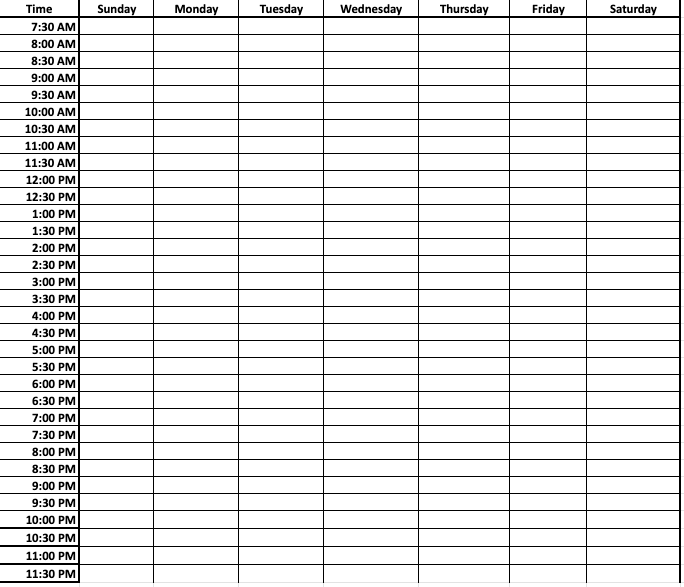 Time Sunday Monday Tuesday Wednesday Thursday Friday Saturday
7:30 AM
8:00 AM
8:30 AM
9:00 AM
9:30 AM
10:00 AM
10:30 AM
11:00 AM
11:30 AM
12:00 PM
12:30 PM
1:00 PM
1:30 PM
2:00 PM
2:30 PM
3:00 PM
3:30 PM
4:00 PM
4:30 PM
5:00 PM
5:30 PM
6:00 PM
6:30 PM
7:00 PM
7:30 PM
8:00 PM
8:30 PM
9:00 PM
9:30 PM
10:00 PM
10:30 PM
11:00 PM
11:30 PM